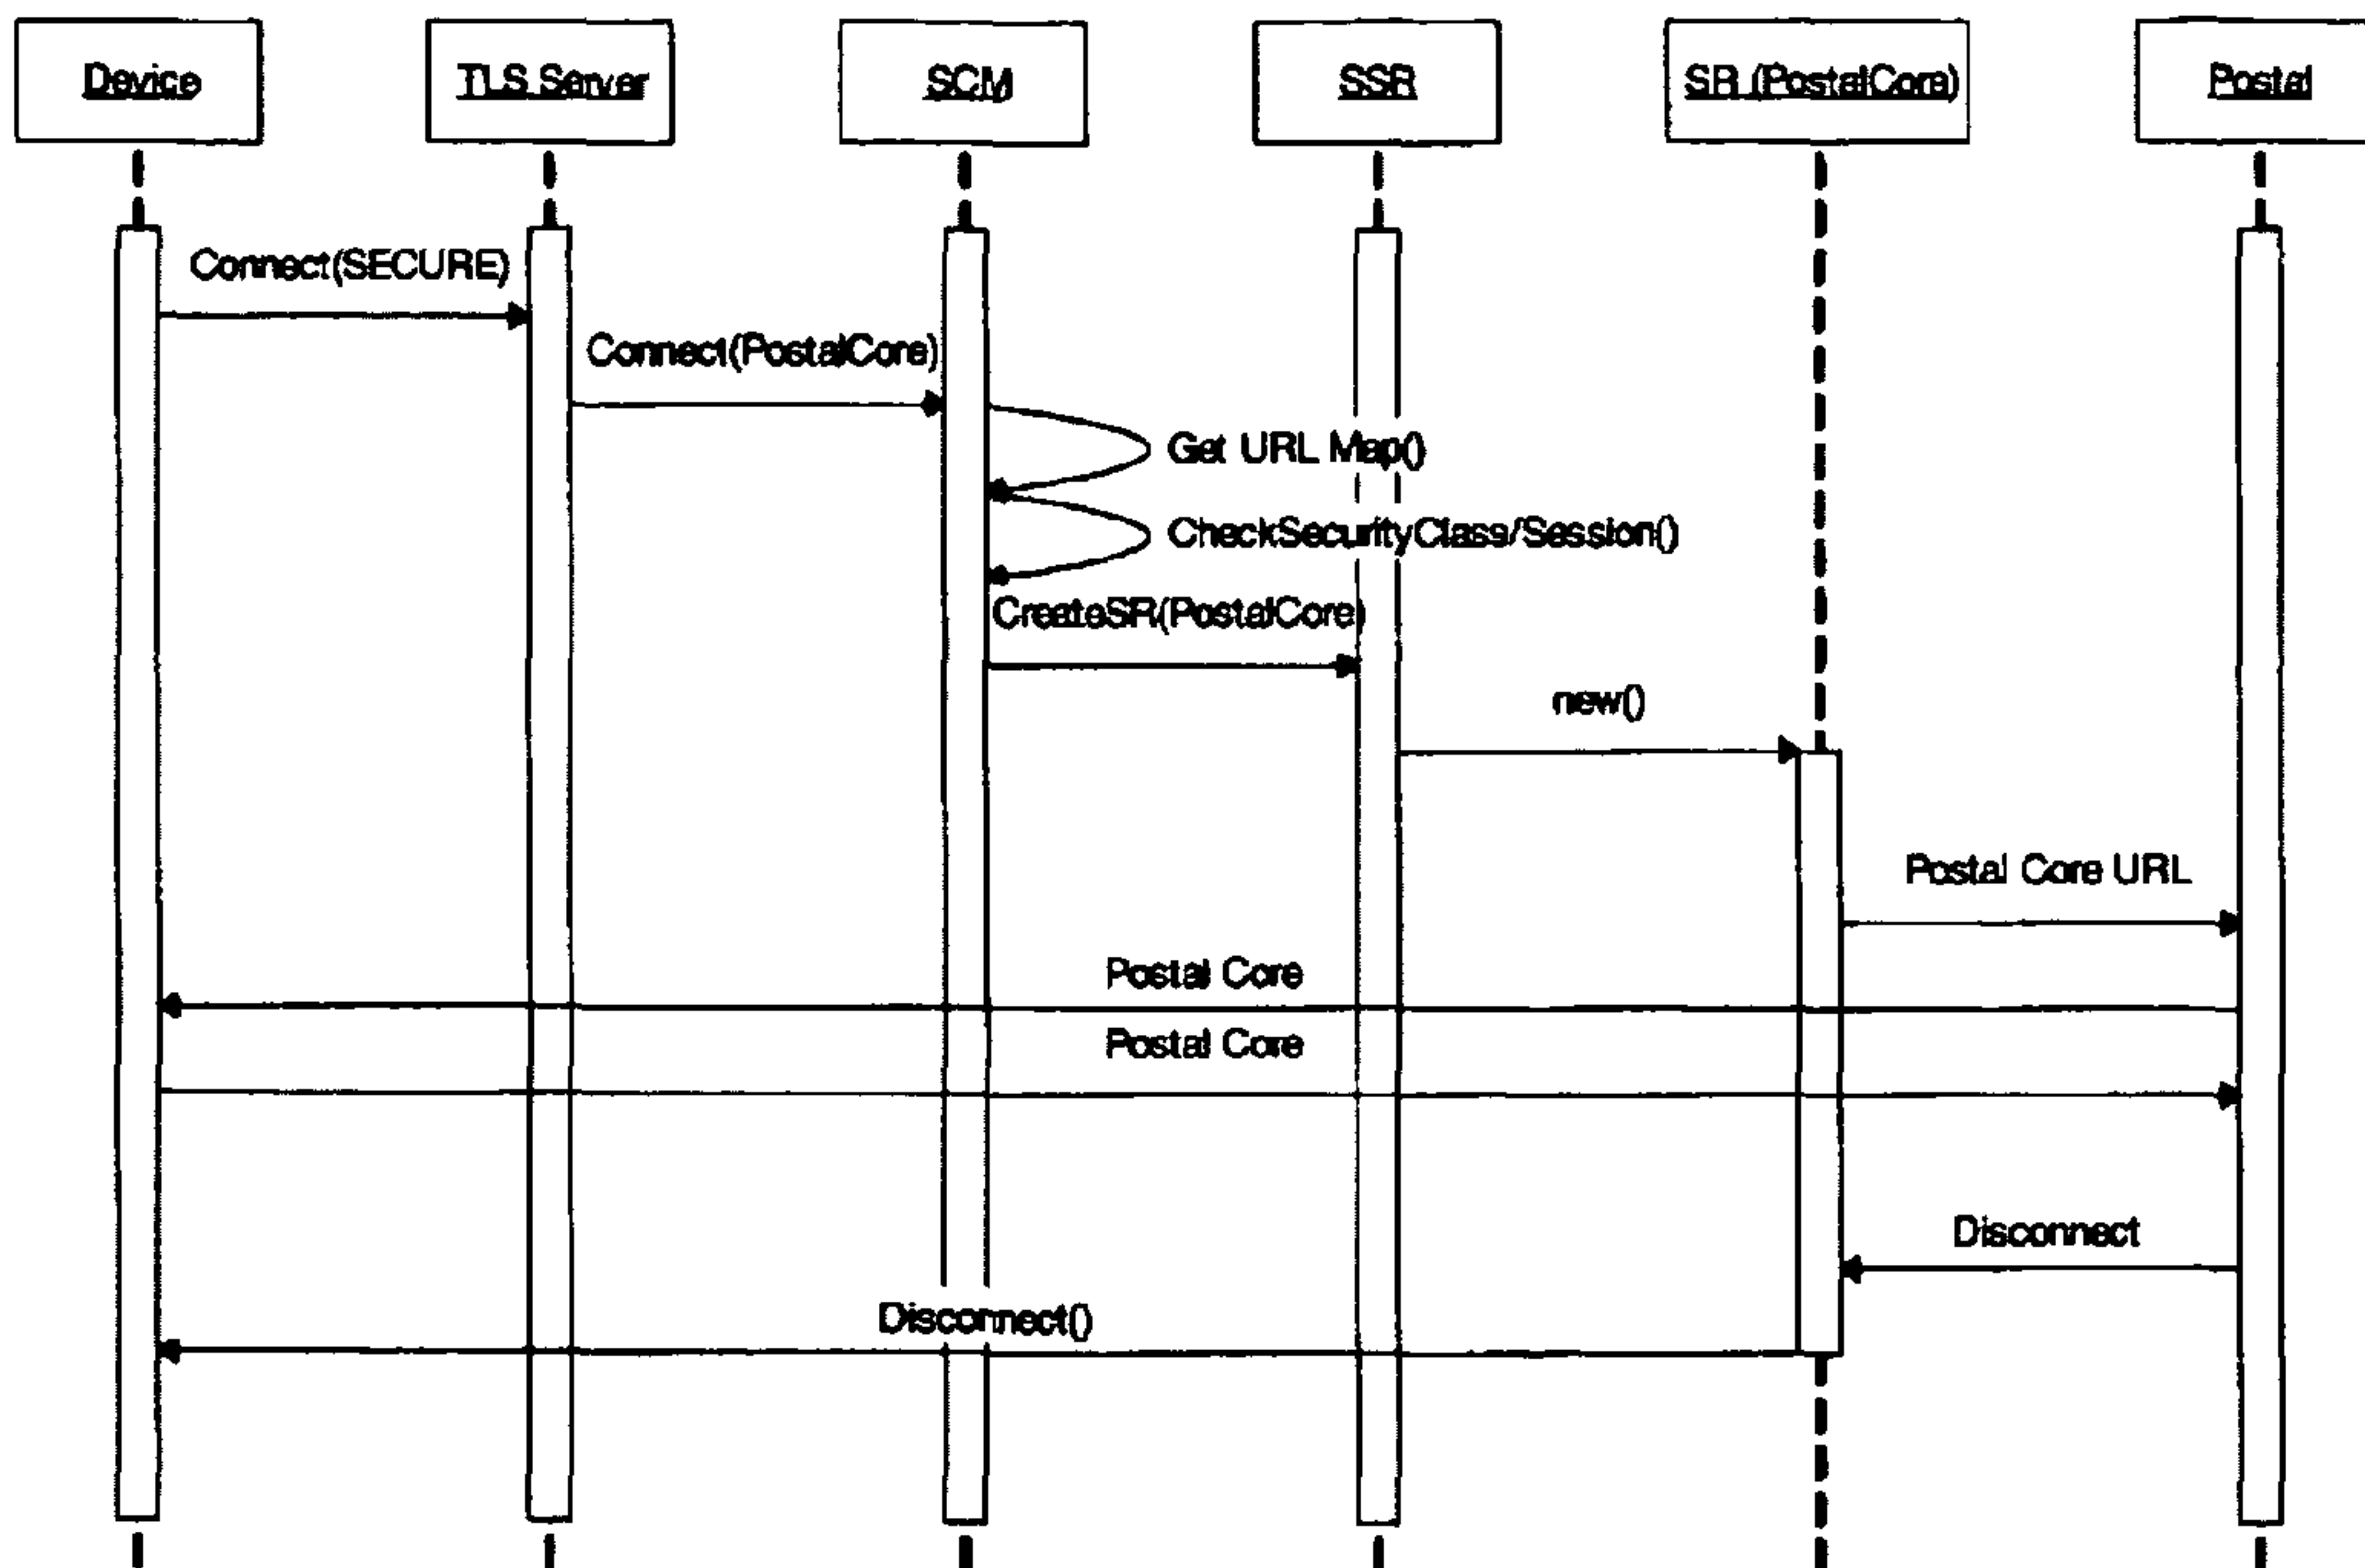 Device
TLS Server
SCM
SSR
SR (PostalCore)
Postal
Connect(SECURE)
Connect(PostalCore)
Get URL Map()
CheckSecurityClass/Session()
CreateSR(PostalCore)
new()
Postal Core URL
Postal Core
Postal Core
Disconnect
Disconnect()